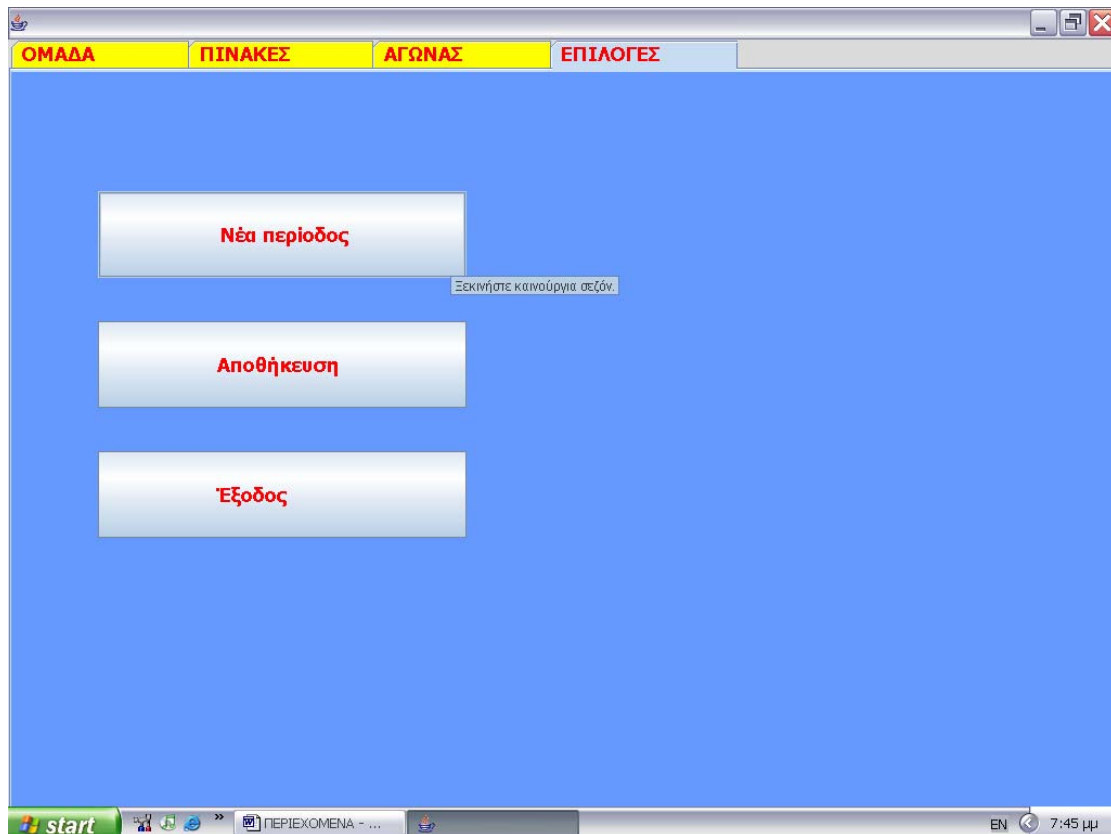 ΟΜΑΔΑ ΠΙΝΑΚΕΣ ΑΓΩΝΑΣ ΕΠΙΛΟΓΕΣ
Νέα περίοδος
Ξεκινήστε καινούργια σεζόν.
Αποθήκευση
Έξοδος
start » ΠΕΡΙΕΧΟΜΕΝΑ - ... EN 7:45 μμ